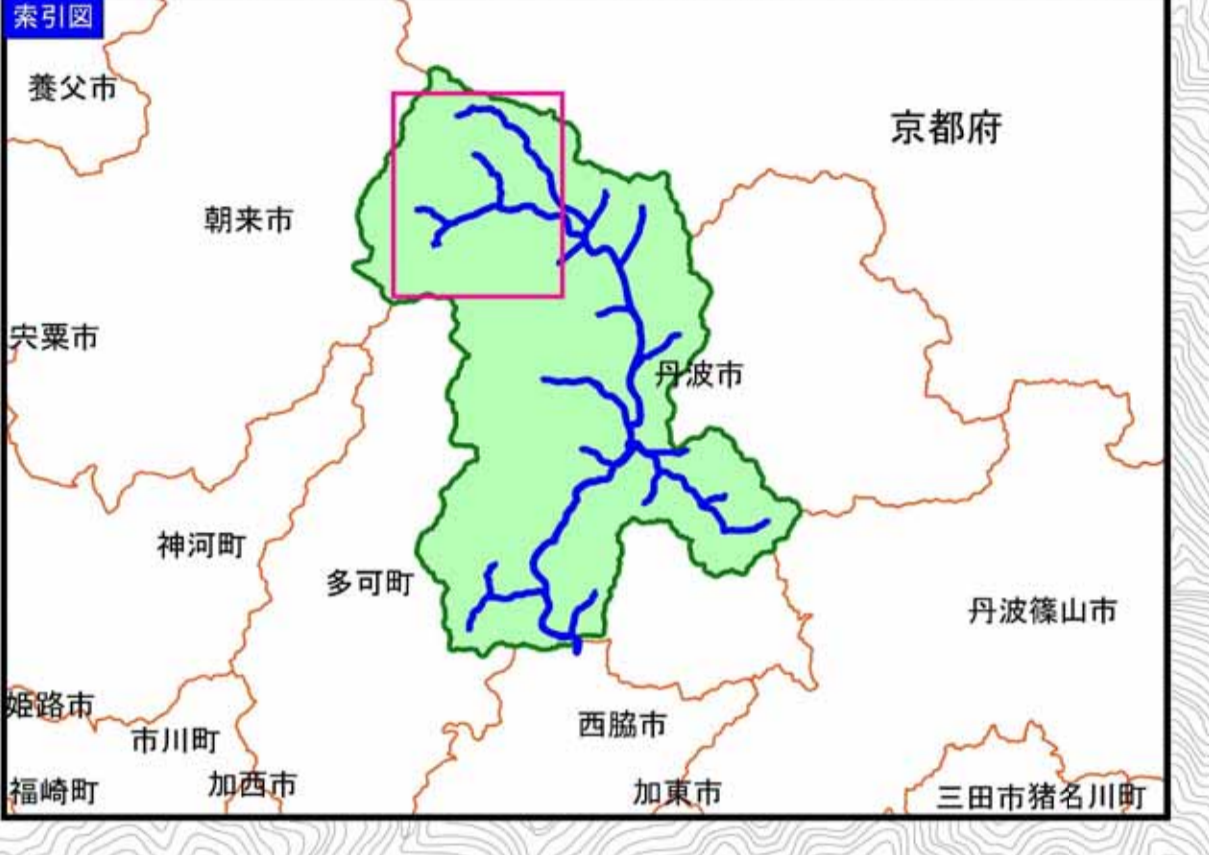 索引図
養父市
京都府
朝来市
宍粟市
丹波市
神河町
多可町
丹波篠山市
姫路市
西脇市
市川町
加西市
福崎町
加東市
三田市猪名川町